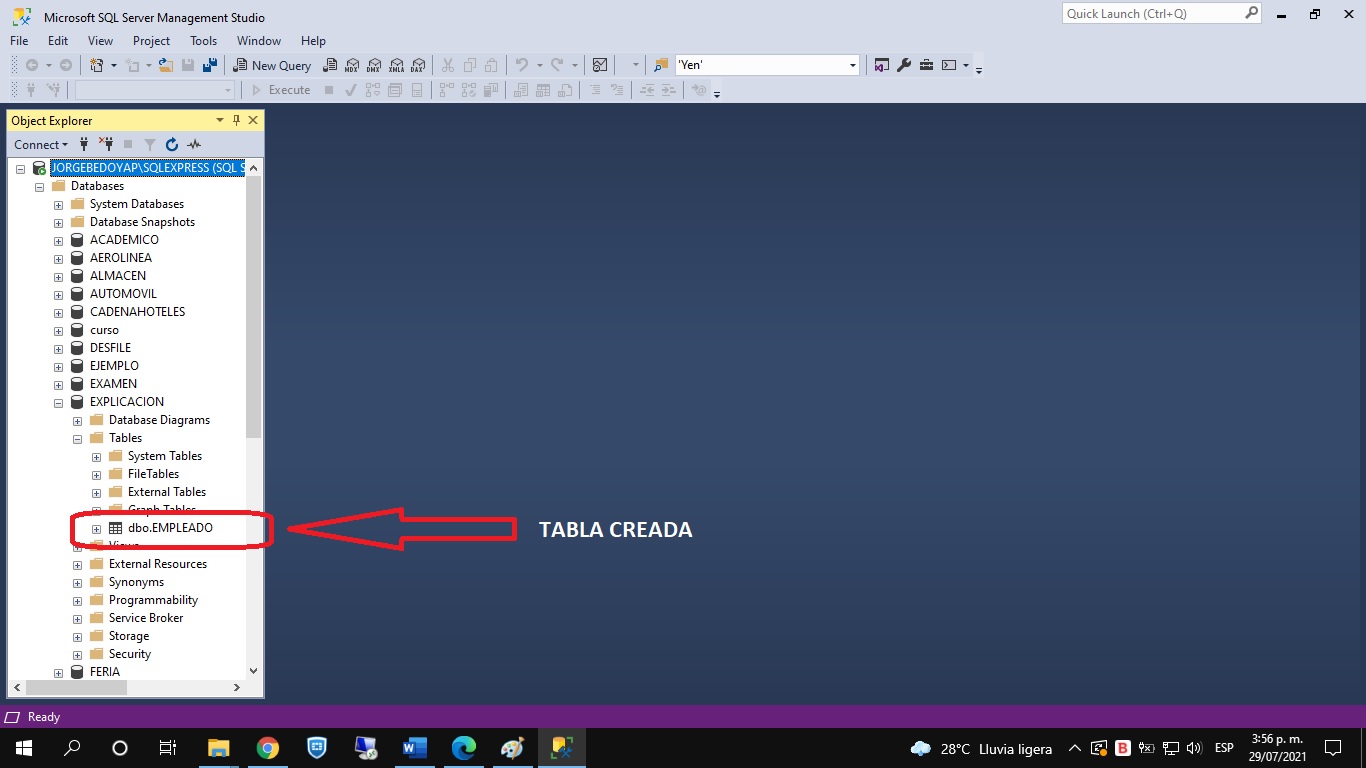 Microsoft SQL Server Management Studio
Quick Launch (Ctrl+Q)
File Edit View Project Tools Window Help
New Query
MDX
DMX
XMLA
DAX
'Yen'
Execute
Object Explorer
Connect
JORGEBEDOYAP\SQLEXPRESS (SQL S
Databases
System Databases
Database Snapshots
ACADEMICO
AEROLINEA
ALMACEN
AUTOMOVIL
CADENAHOTELES
curso
DESFILE
EJEMPLO
EXAMEN
EXPLICACION
Database Diagrams
Tables
System Tables
FileTables
External Tables
Graph Tables
dbo.EMPLEADO
TABLA CREADA
Views
External Resources
Synonyms
Programmability
Service Broker
Storage
Security
FERIA
Ready
28°C Lluvia ligera
ESP
3:56 p. m.
29/07/2021